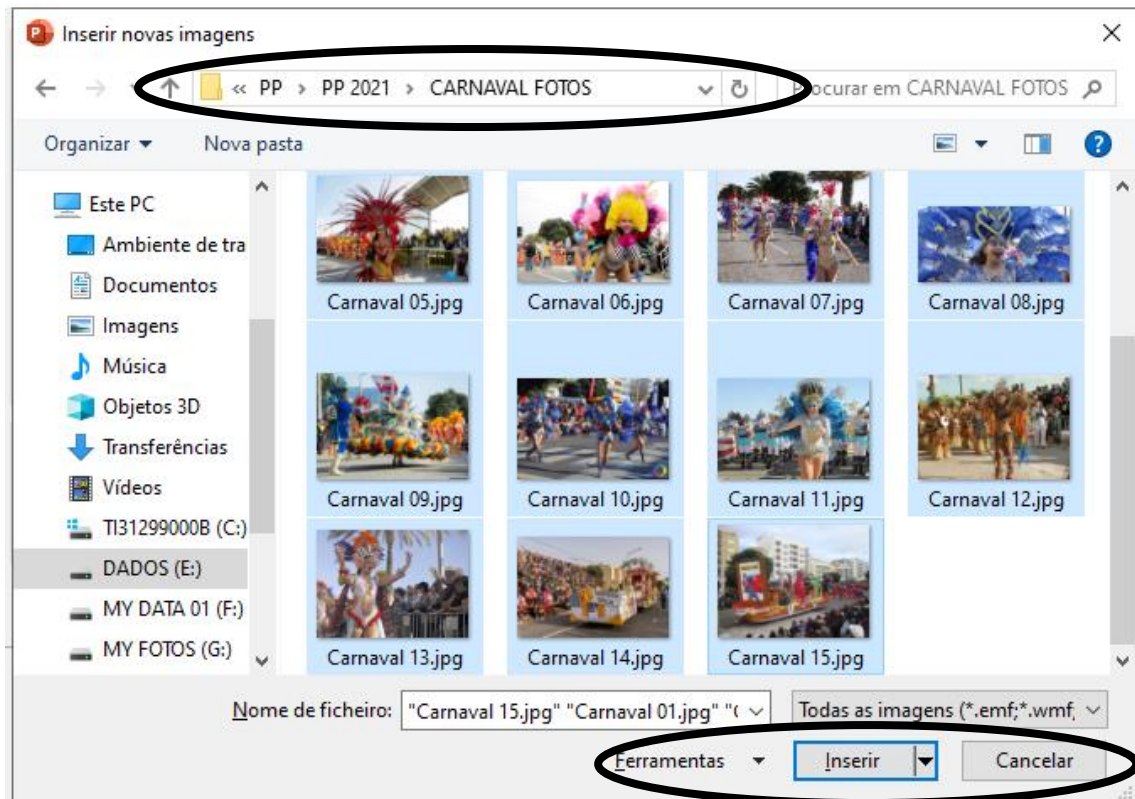 Inserir novas imagens
« PP › PP 2021 › CARNAVAL FOTOS
Procurar em CARNAVAL FOTOS
Organizar
Nova pasta
Este PC
Ambiente de tra
Documentos
Imagens
Música
Objetos 3D
Transferências
Vídeos
TI31299000B (C:)
DADOS (E:)
MY DATA 01 (F:)
MY FOTOS (G:)
Carnaval 05.jpg
Carnaval 06.jpg
Carnaval 07.jpg
Carnaval 08.jpg
Carnaval 09.jpg
Carnaval 10.jpg
Carnaval 11.jpg
Carnaval 12.jpg
Carnaval 13.jpg
Carnaval 14.jpg
Carnaval 15.jpg
Nome de ficheiro:
"Carnaval 15.jpg" "Carnaval 01.jpg" "C
Todas as imagens (*.emf;*.wmf;
Ferramentas
Inserir
Cancelar